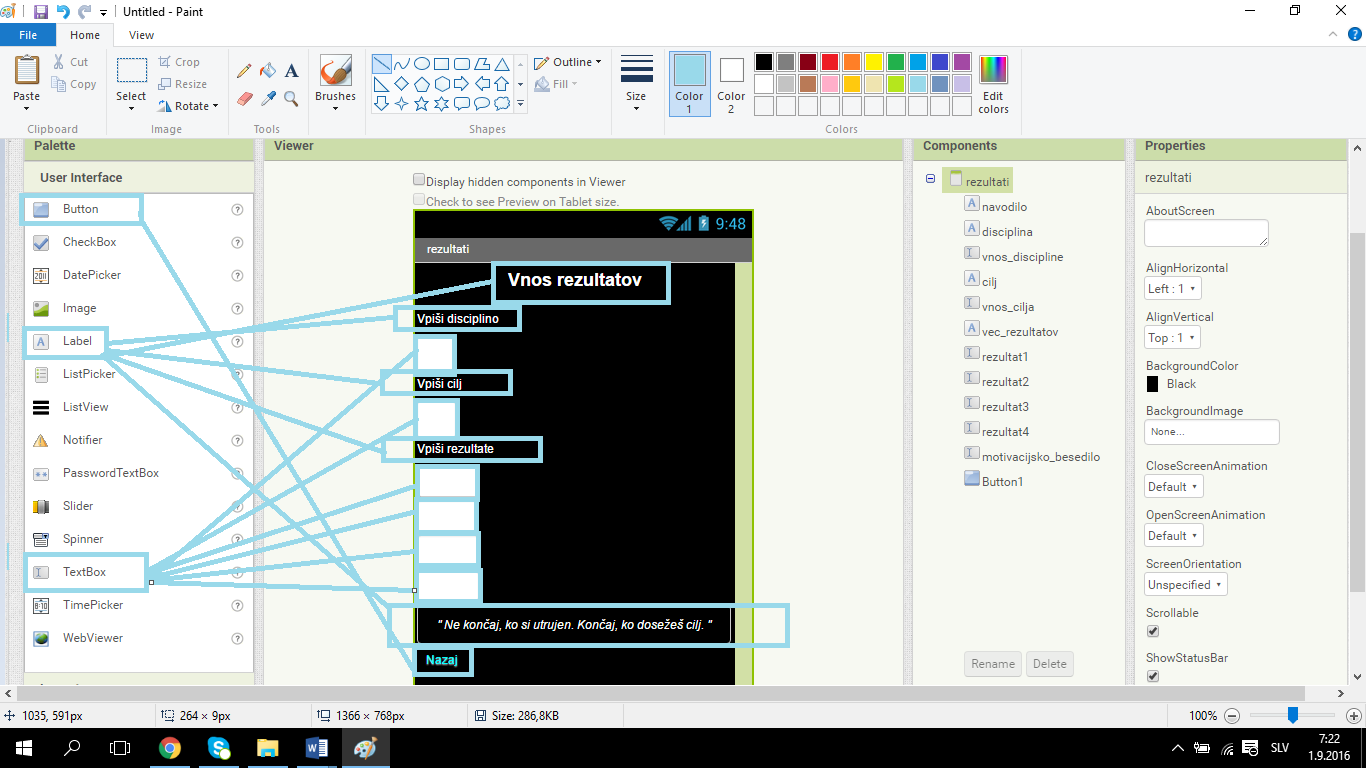 Untitled - Paint
File Home View
Paste
Cut
Copy
Clipboard
Select
Crop
Resize
Rotate
Image
A
Tools
Brushes
Outline
Fill
Shapes
Size
Color 1
Color 2
Edit colors
Colors
Palette
User Interface
Button
CheckBox
DatePicker
Image
Label
ListPicker
ListView
Notifier
PasswordTextBox
Slider
Spinner
TextBox
TimePicker
WebViewer
Viewer
Display hidden components in Viewer
Check to see Preview on Tablet size.
9:48
rezultati
Vnos rezultatov
Vpiši disciplino
Vpiši cilj
Vpiši rezultate
" Ne končaj, ko si utrujen. Končaj, ko dosežeš cilj. "
Nazaj
Components
rezultati
navodilo
disciplina
vnos_discipline
cilj
vnos_cilja
vec_rezultatov
rezultat1
rezultat2
rezultat3
rezultat4
motivacijsko_besedilo
Button1
Rename Delete
Properties
rezultati
AboutScreen
AlignHorizontal
Left : 1
AlignVertical
Top : 1
BackgroundColor
Black
BackgroundImage
None...
CloseScreenAnimation
Default
OpenScreenAnimation
Default
ScreenOrientation
Unspecified
Scrollable
ShowStatusBar
1035, 591px 264 × 9px 1366 × 768px Size: 286,8KB 100%
SLV
7:22
1.9.2016